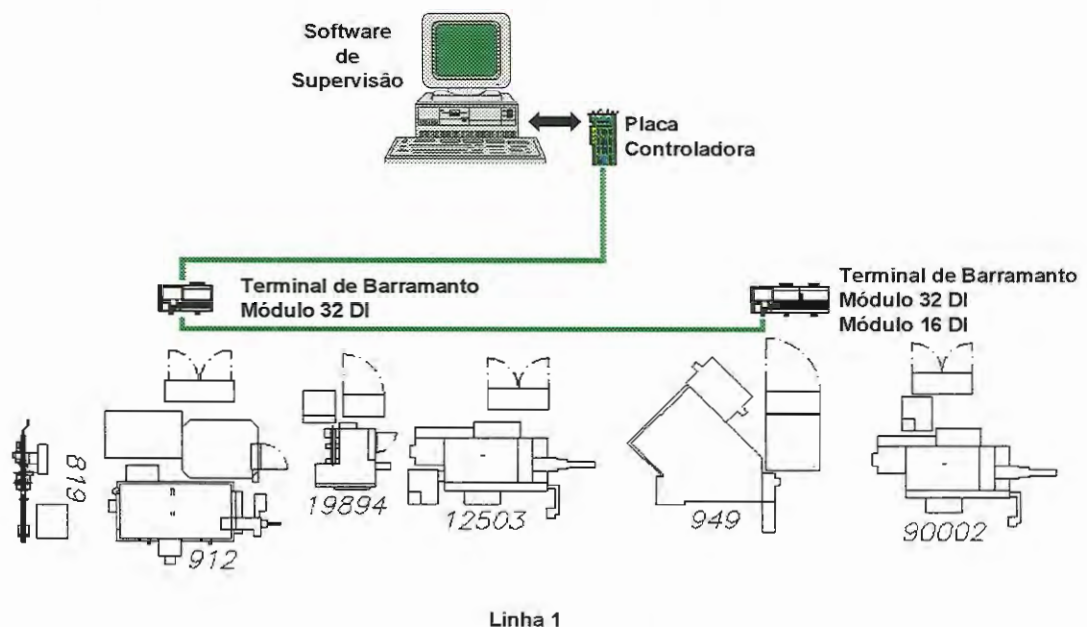 Software
de
Supervisão
Placa
Controladora
Terminal de Barramanto
Módulo 32 DI
Terminal de Barramanto
Módulo 32 DI
Módulo 16 DI
819
912
19894
12503
949
90002
Linha 1